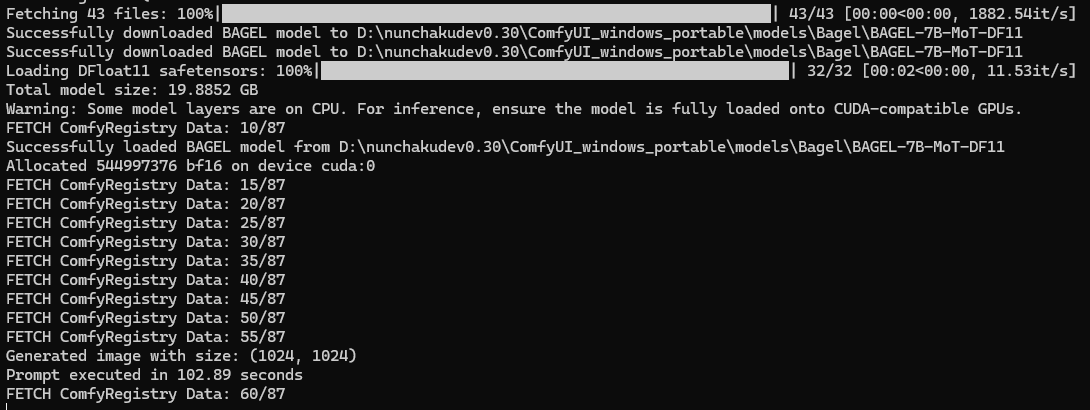 Fetching 43 files: 100%| | 43/43 [00:00<00:00, 1882.54it/s]
Successfully downloaded BAGEL model to D:\nunchakudev0.30\ComfyUI_windows_portable\models\Bagel\BAGEL-7B-MoT-DF11
Successfully downloaded BAGEL model to D:\nunchakudev0.30\ComfyUI_windows_portable\models\Bagel\BAGEL-7B-MoT-DF11
Loading DFloat11 safetensors: 100%| | 32/32 [00:02<00:00, 11.53it/s]
Total model size: 19.8852 GB
Warning: Some model layers are on CPU. For inference, ensure the model is fully loaded onto CUDA-compatible GPUs.
FETCH ComfyRegistry Data: 10/87
Successfully loaded BAGEL model from D:\nunchakudev0.30\ComfyUI_windows_portable\models\Bagel\BAGEL-7B-MoT-DF11
Allocated 544997376 bf16 on device cuda:0
FETCH ComfyRegistry Data: 15/87
FETCH ComfyRegistry Data: 20/87
FETCH ComfyRegistry Data: 25/87
FETCH ComfyRegistry Data: 30/87
FETCH ComfyRegistry Data: 35/87
FETCH ComfyRegistry Data: 40/87
FETCH ComfyRegistry Data: 45/87
FETCH ComfyRegistry Data: 50/87
FETCH ComfyRegistry Data: 55/87
Generated image with size: (1024, 1024)
Prompt executed in 102.89 seconds
FETCH ComfyRegistry Data: 60/87